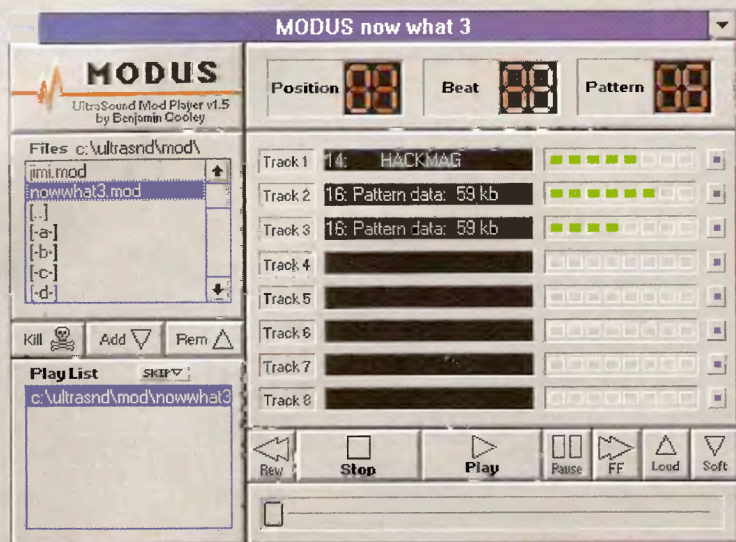 MODUS now what 3
MODUS
UltraSound Mod Player v1.5
by Benjamin Cooley
Position
Beat
Pattern
Files c:\ultrasnd\mod\
jimi.mod
nowwhat3.mod
[..]
[-a-]
[-b-]
[-c-]
[-d-]
Kill
Add
Rem
Play List
SKIP
c:\ultrasnd\mod\nowwhat3
Track 1 14: HACKMAG
Track 2 16: Pattern data: 59 kb
Track 3 16: Pattern data: 59 kb
Track 4
Track 5
Track 6
Track 7
Track 8
Rew
Stop
Play
Pause
FF
Loud
Soft